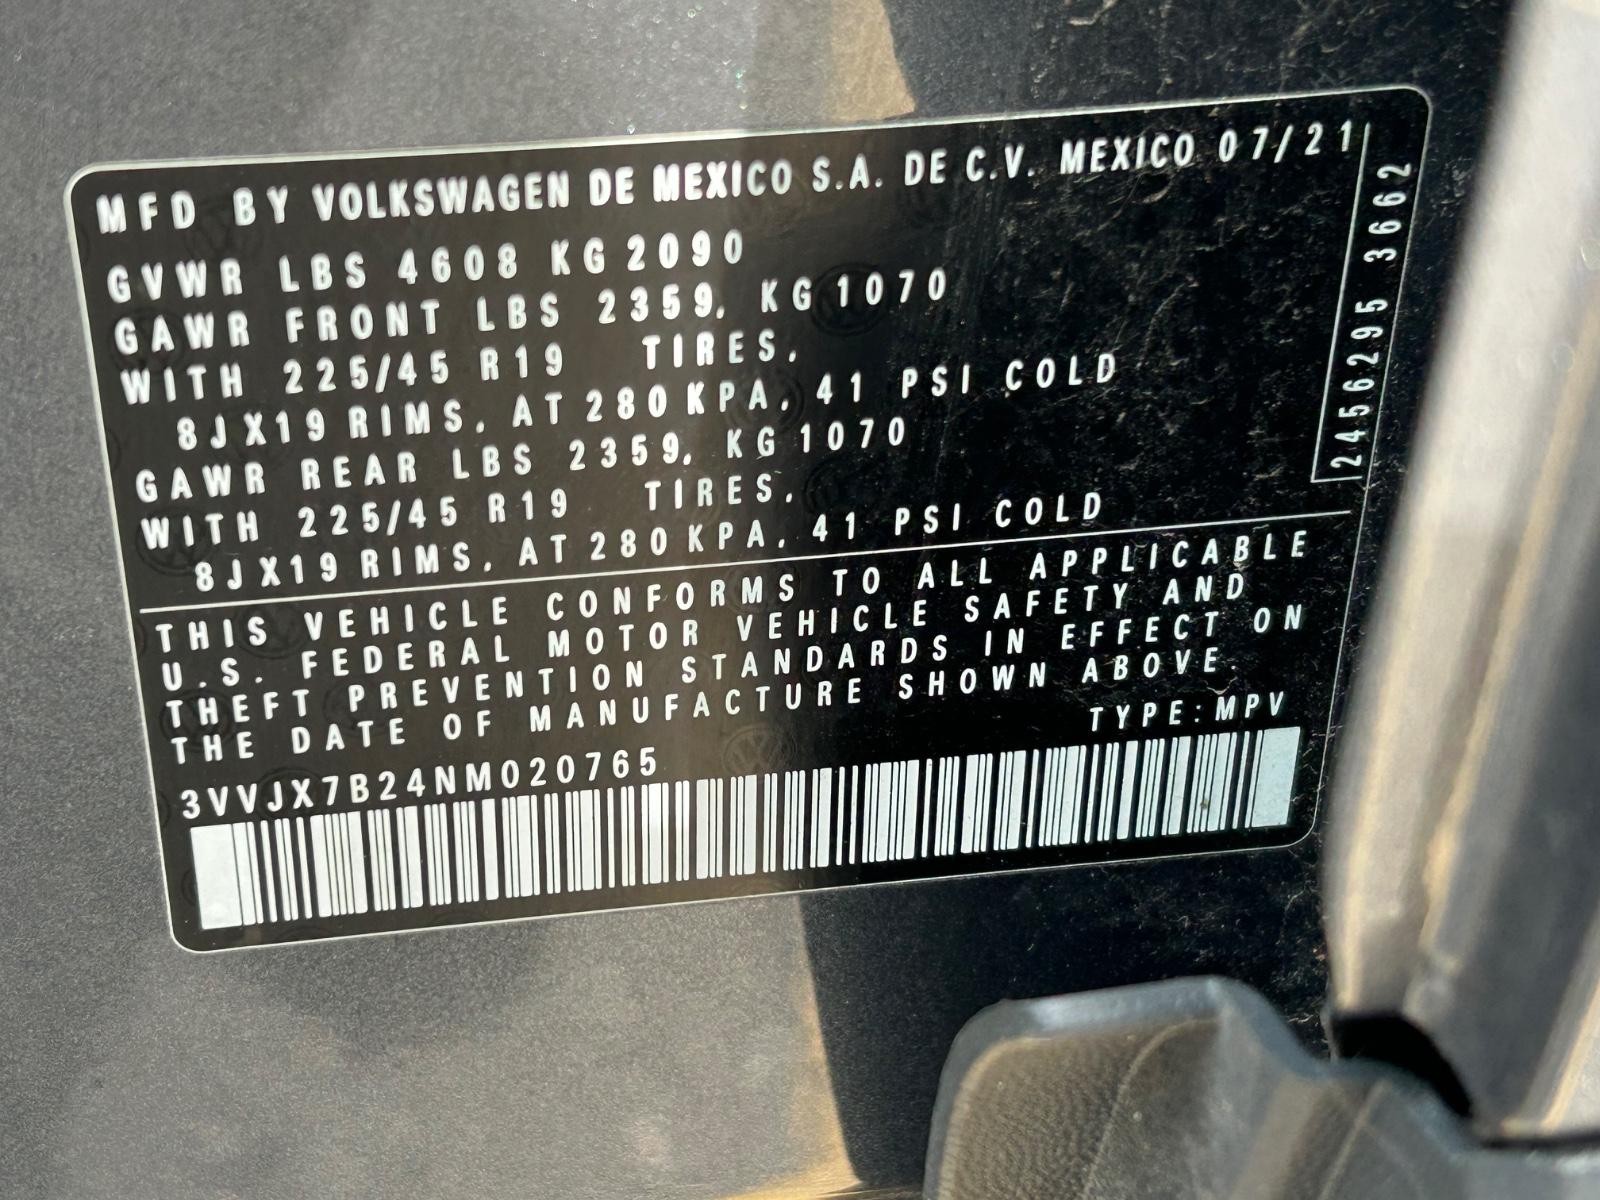 MFD BY VOLKSWAGEN DE MEXICO S.A. DE C.V. MEXICO 07/21
GVWR LBS 4608 KG 2090
GAWR FRONT LBS 2359, KG 1070
WITH 225/45 R19 TIRES,
8JX19 RIMS, AT 280 KPA, 41 PSI COLD
GAWR REAR LBS 2359, KG 1070
WITH 225/45 R19 TIRES,
8JX19 RIMS, AT 280 KPA, 41 PSI COLD
2456295 3662
THIS VEHICLE CONFORMS TO ALL APPLICABLE
U.S. FEDERAL MOTOR VEHICLE SAFETY AND
THEFT PREVENTION STANDARDS IN EFFECT ON
THE DATE OF MANUFACTURE SHOWN ABOVE.
TYPE:MPV
3VVJX7B24NM020765